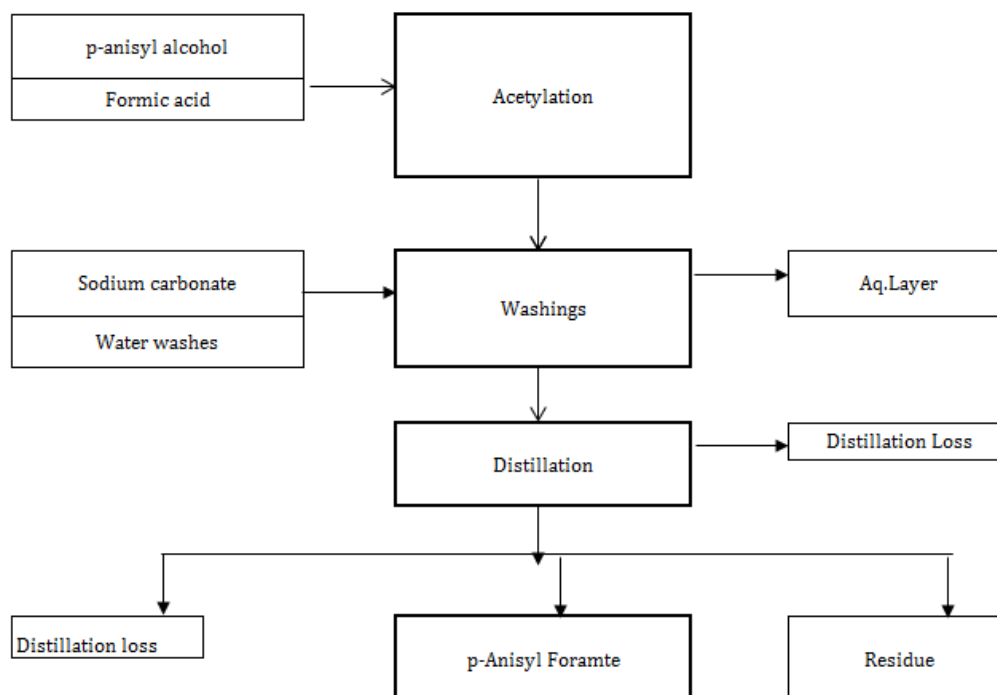 p-anisyl alcohol
Formic acid
Acetylation
Sodium carbonate
Water washes
Washings
Aq.Layer
Distillation
Distillation Loss
Distillation loss
p-Anisyl Foramte
Residue